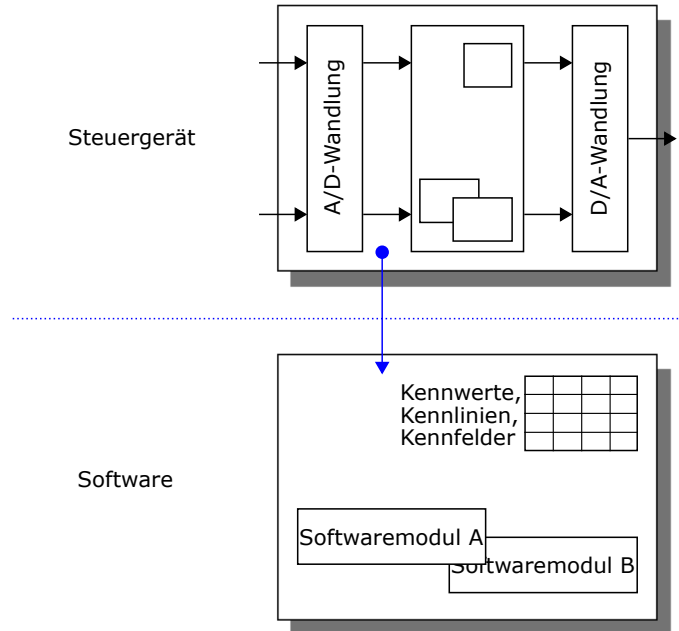 Steuergerät
A/D-Wandlung
D/A-Wandlung
Software
Kennwerte,
Kennlinien,
Kennfelder
Softwaremodul A
Softwaremodul B